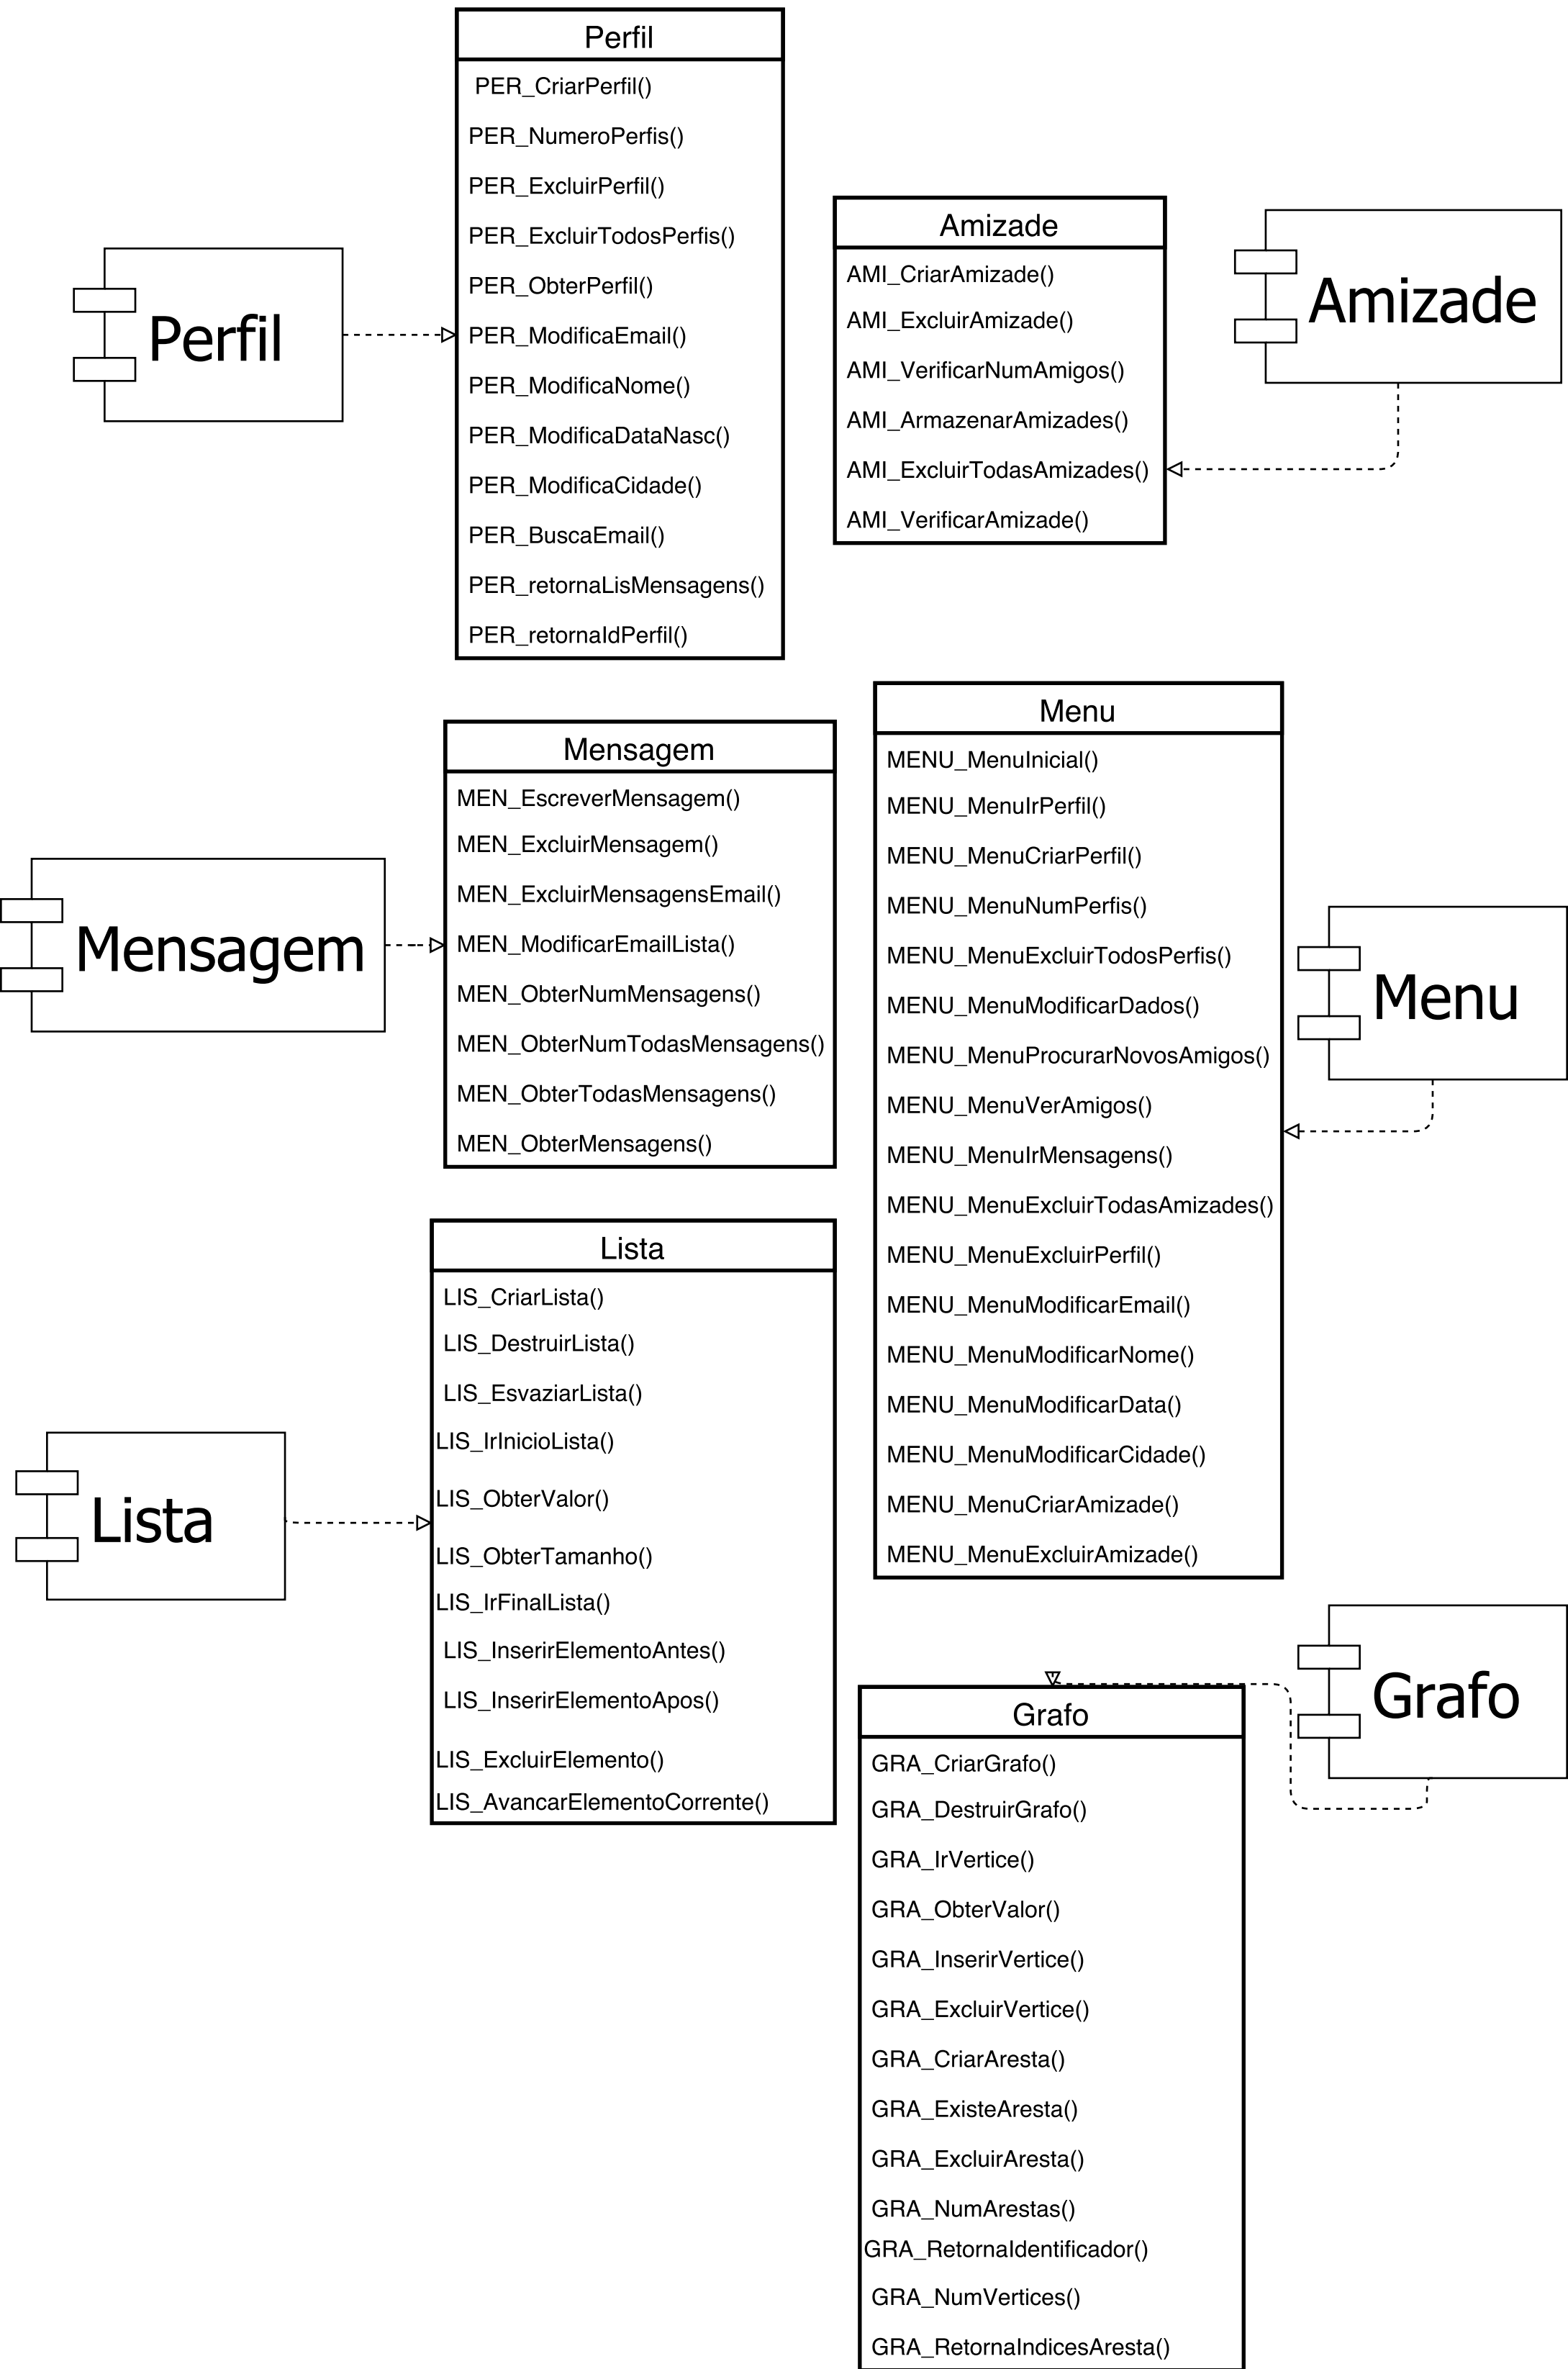 Perfil
PER_CriarPerfil()
PER_NumeroPerfis()
PER_ExcluirPerfil()
PER_ExcluirTodosPerfis()
PER_ObterPerfil()
PER_ModificaEmail()
PER_ModificaNome()
PER_ModificaDataNasc()
PER_ModificaCidade()
PER_BuscaEmail()
PER_retornaLisMensagens()
PER_retornaIdPerfil()
Perfil
Amizade
AMI_CriarAmizade()
AMI_ExcluirAmizade()
AMI_VerificarNumAmigos()
AMI_ArmazenarAmizades()
AMI_ExcluirTodasAmizades()
AMI_VerificarAmizade()
Amizade
Mensagem
MEN_EscreverMensagem()
MEN_ExcluirMensagem()
MEN_ExcluirMensagensEmail()
MEN_ModificarEmailLista()
MEN_ObterNumMensagens()
MEN_ObterNumTodasMensagens()
MEN_ObterTodasMensagens()
MEN_ObterMensagens()
Mensagem
Menu
MENU_MenuInicial()
MENU_MenuIrPerfil()
MENU_MenuCriarPerfil()
MENU_MenuNumPerfis()
MENU_MenuExcluirTodosPerfis()
MENU_MenuModificarDados()
MENU_MenuProcurarNovosAmigos()
MENU_MenuVerAmigos()
MENU_MenuIrMensagens()
MENU_MenuExcluirTodasAmizades()
MENU_MenuExcluirPerfil()
MENU_MenuModificarEmail()
MENU_MenuModificarNome()
MENU_MenuModificarData()
MENU_MenuModificarCidade()
MENU_MenuCriarAmizade()
MENU_MenuExcluirAmizade()
Menu
Lista
LIS_CriarLista()
LIS_DestruirLista()
LIS_EsvaziarLista()
LIS_IrInicioLista()
LIS_ObterValor()
LIS_ObterTamanho()
LIS_IrFinalLista()
LIS_InserirElementoAntes()
LIS_InserirElementoApos()
LIS_ExcluirElemento()
LIS_AvancarElementoCorrente()
Lista
Grafo
GRA_CriarGrafo()
GRA_DestruirGrafo()
GRA_IrVertice()
GRA_ObterValor()
GRA_InserirVertice()
GRA_ExcluirVertice()
GRA_CriarAresta()
GRA_ExisteAresta()
GRA_ExcluirAresta()
GRA_NumArestas()
GRA_RetornaIdentificador()
GRA_NumVertices()
GRA_RetornaIndicesAresta()
Grafo